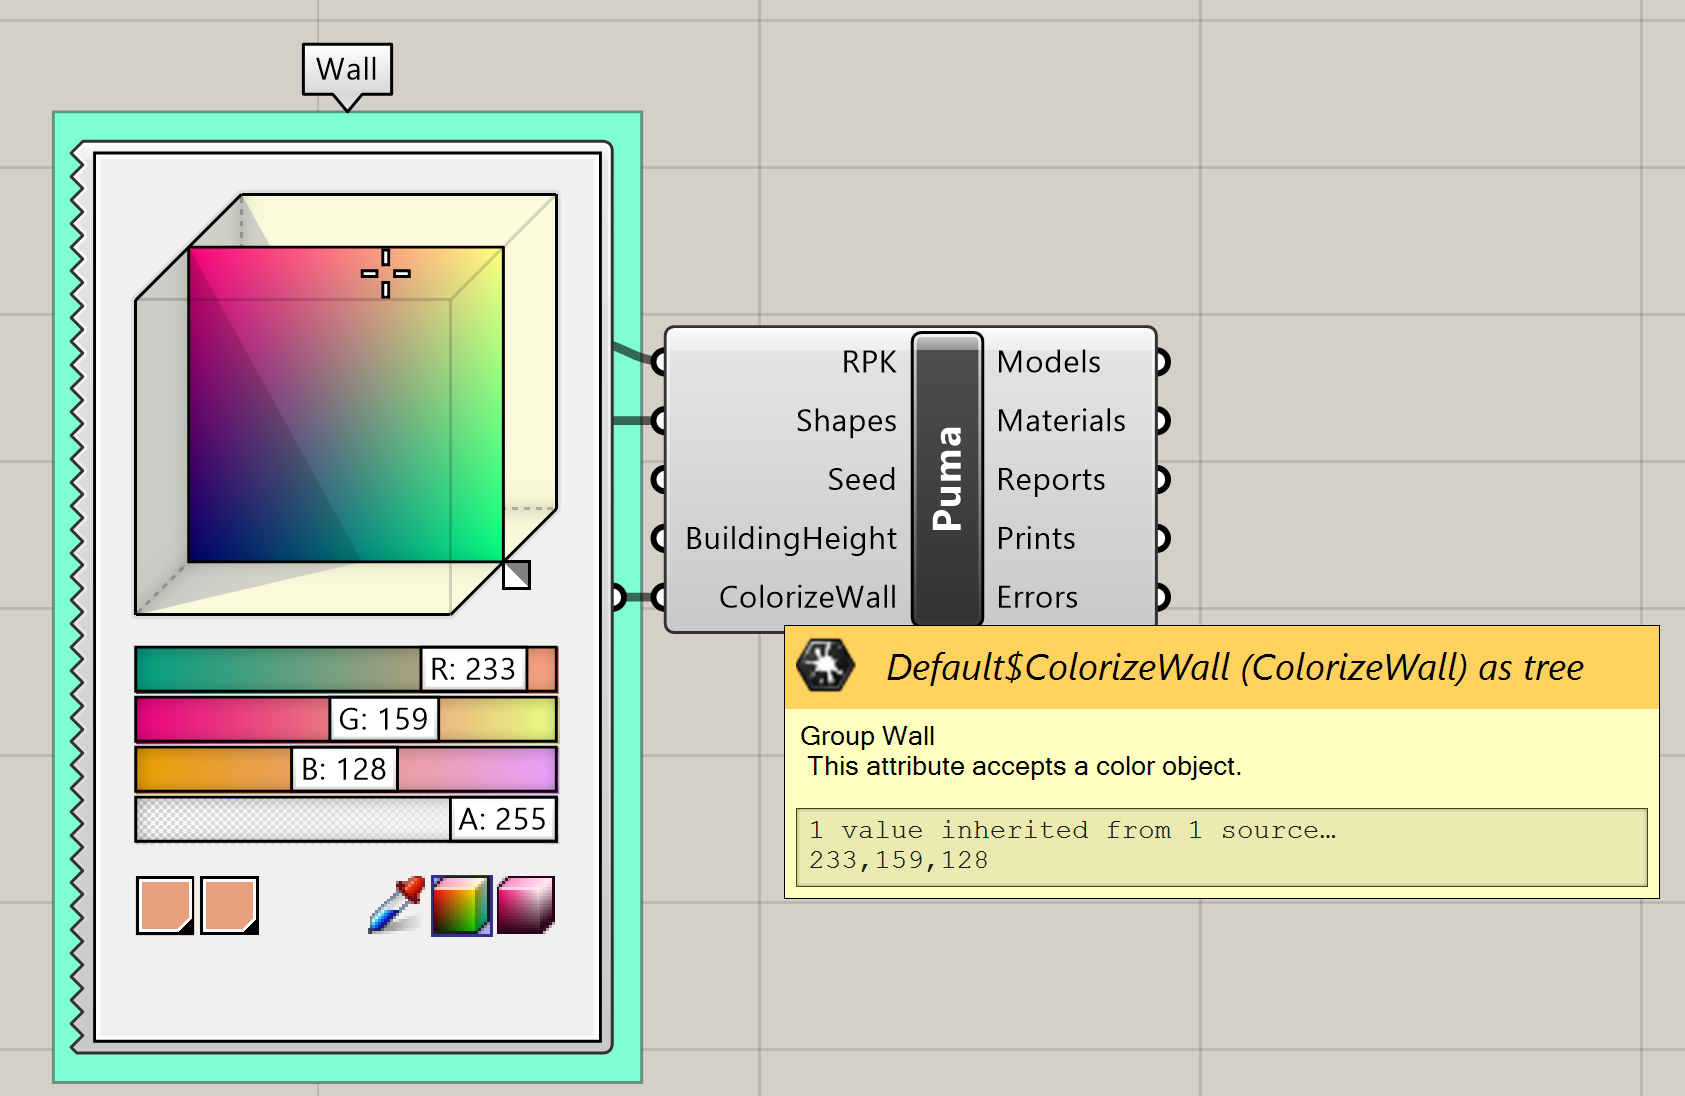 Wall
R: 233
G: 159
B: 128
A: 255
RPK
Shapes
Seed
BuildingHeight
ColorizeWall
Puma
Models
Materials
Reports
Prints
Errors
Default$ColorizeWall (ColorizeWall) as tree
Group Wall
This attribute accepts a color object.
1 value inherited from 1 source…
233,159,128